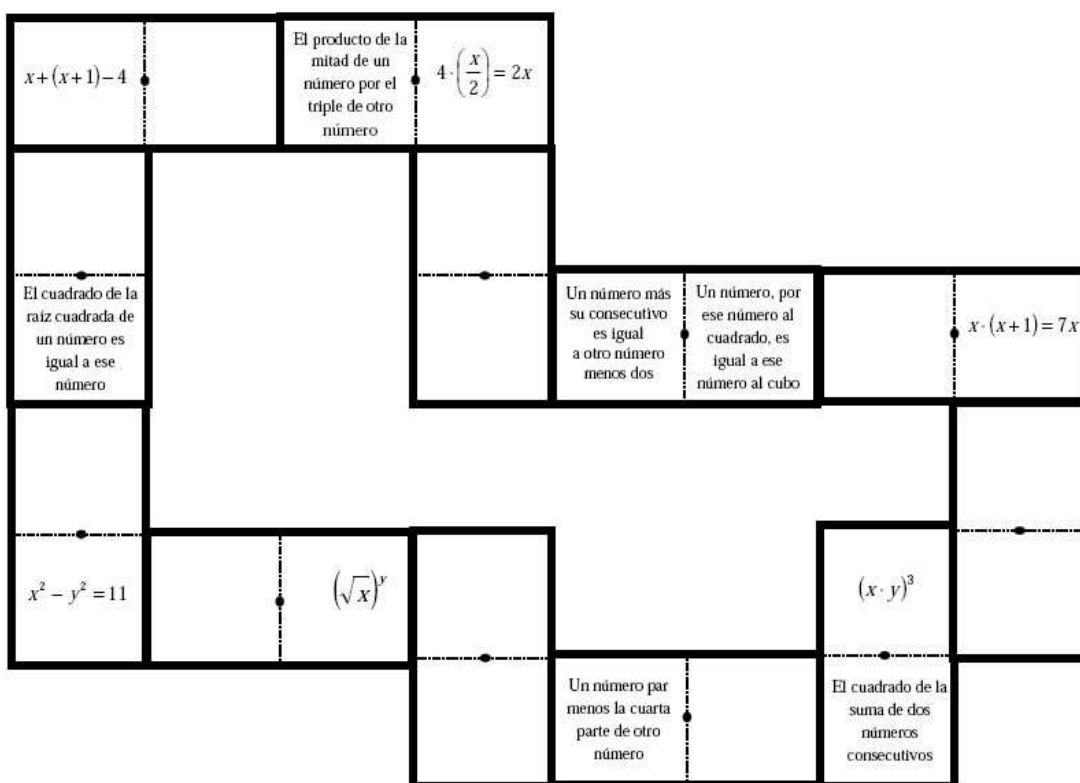 x + (x+1) − 4
El producto de la
mitad de un
número por el
triple de otro
número
4 · (x/2) = 2x
El cuadrado de la
raíz cuadrada de
un número es
igual a ese
número
Un número más
su consecutivo
es igual
a otro número
menos dos
Un número, por
ese número al
cuadrado, es
igual a ese
número al cubo
x · (x+1) = 7x
x² − y² = 11
(√x)^y
(x · y)³
Un número par
menos la cuarta
parte de otro
número
El cuadrado de la
suma de dos
números
consecutivos